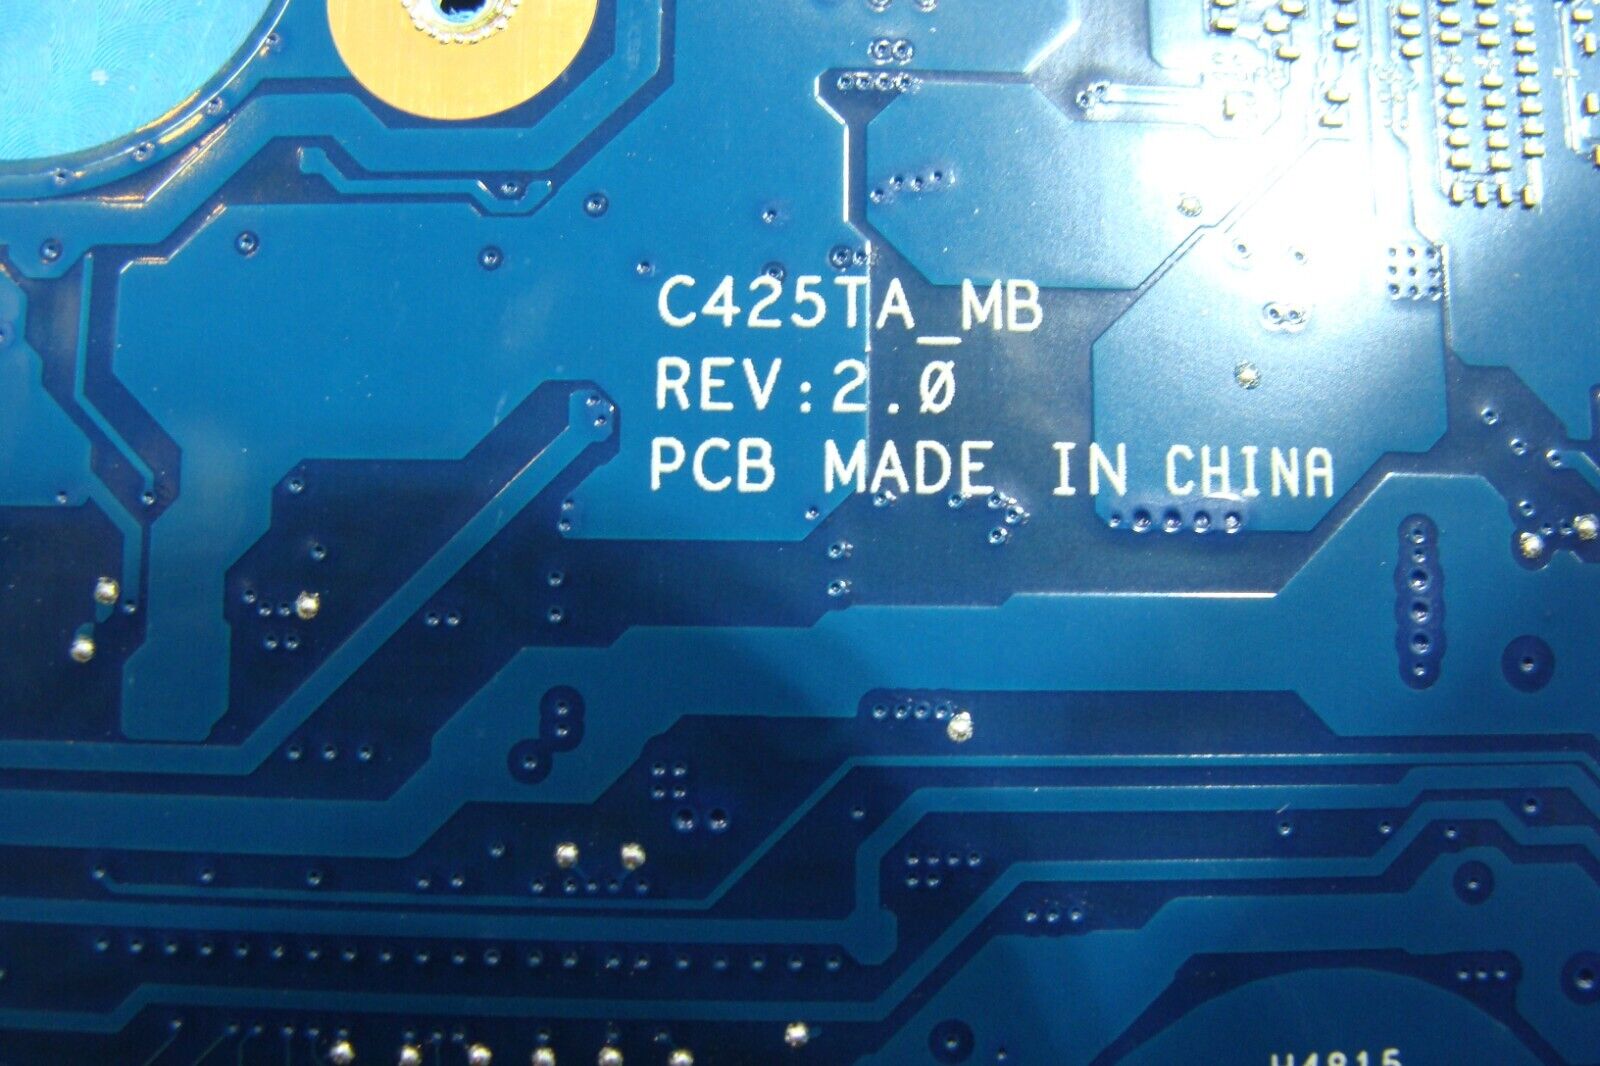 C425TA_MB
REV:2.0
PCB MADE IN CHINA